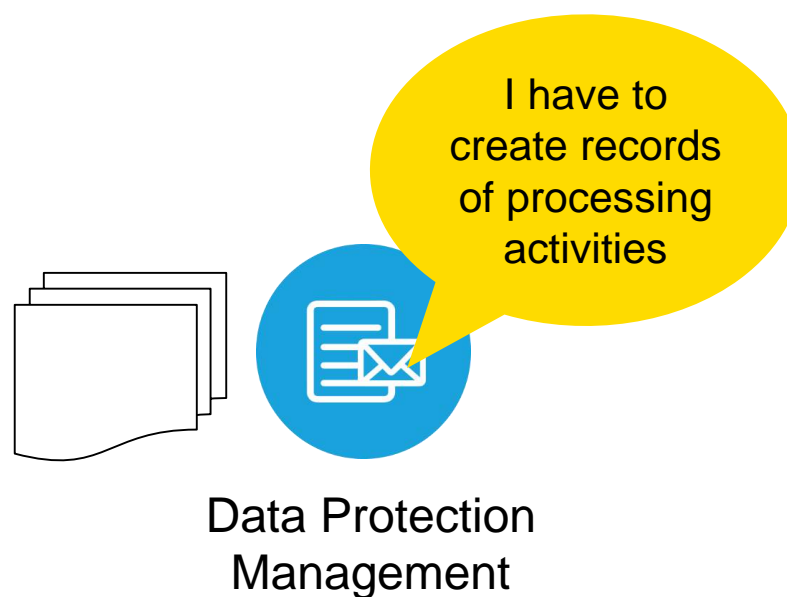 I have to
create records
of processing
activities
Data Protection
Management